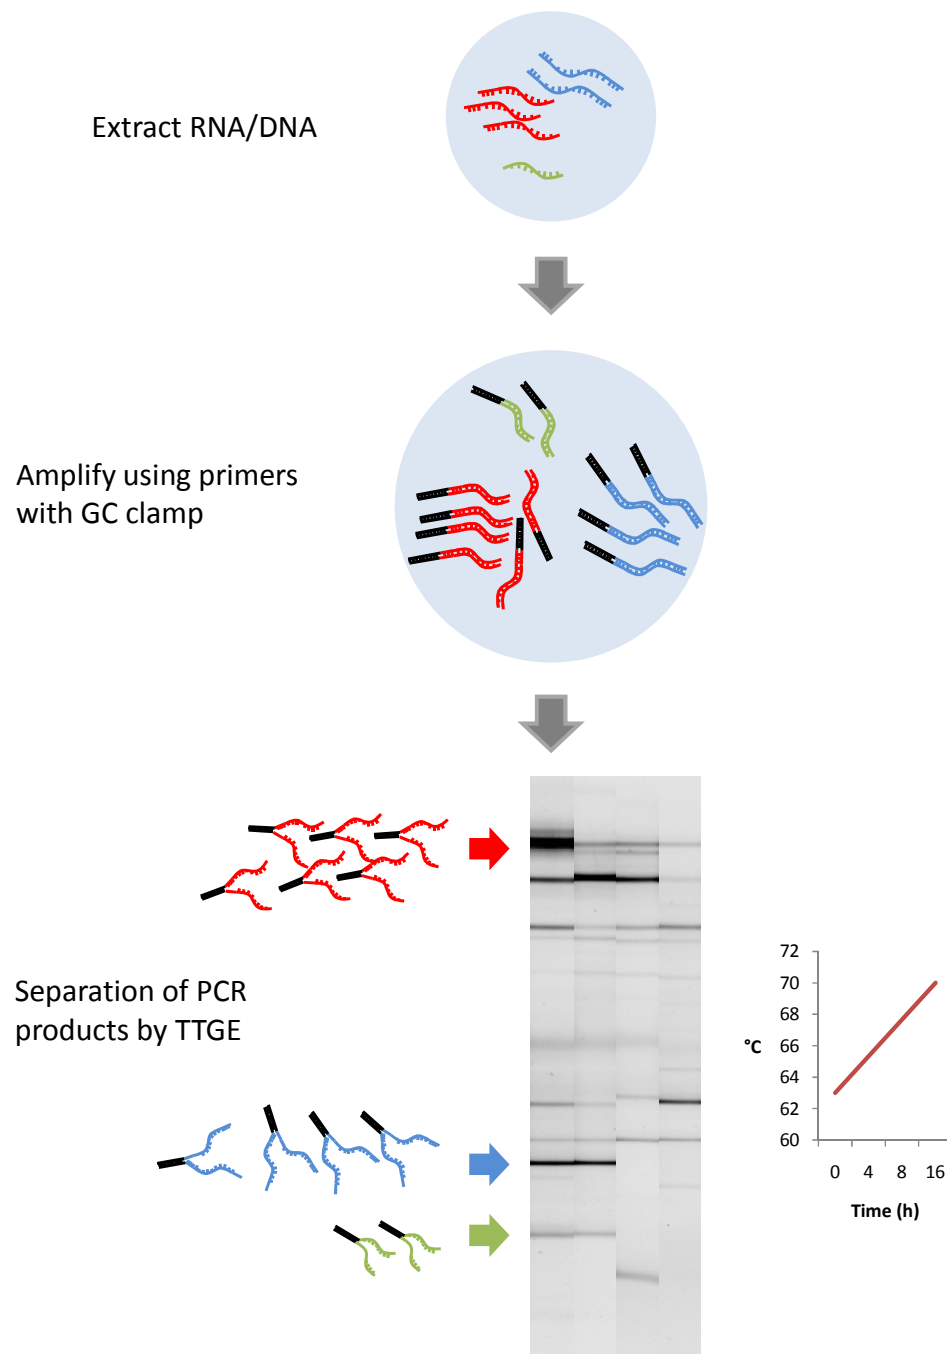 Extract RNA/DNA
Amplify using primers
with GC clamp
Separation of PCR
products by TTGE
72
70
68
66
64
62
60
°C
0 4 8 16
Time (h)